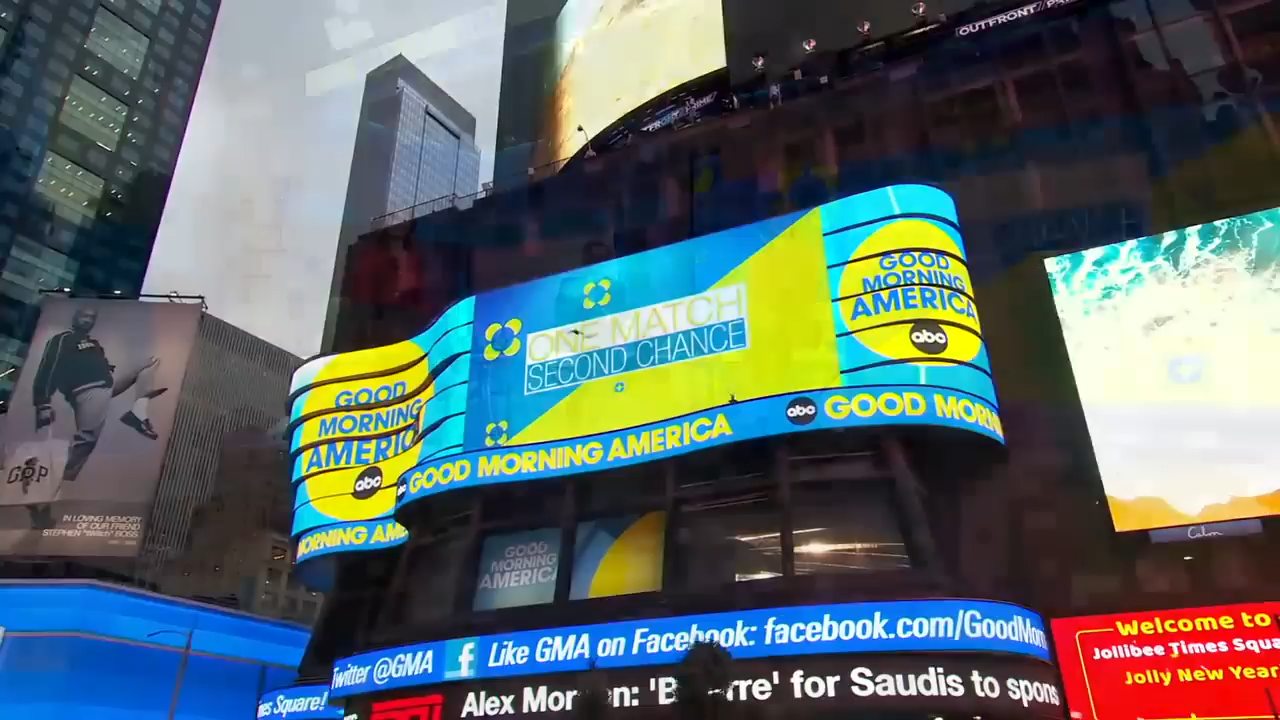 OUTFRONT/PRIME
GOOD
MORNING
AMERICA
abc
ONE MATCH
SECOND CHANCE
GOOD
MORNING
AMERICA
abc
GOOD MORNING AMERICA abc GOOD MORN
MORNING AM
GAP
IN LOVING MEMORY
OF OUR FRIEND
STEPHEN "tWitch" BOSS
GOOD
MORNING
AMERICA
Twitter @GMA f Like GMA on Facebook: facebook.com/GoodMor
es Square!
Alex Mor n: 'B rre' for Saudis to spons
Welcome to
Jollibee Times Squa
Jolly New Year